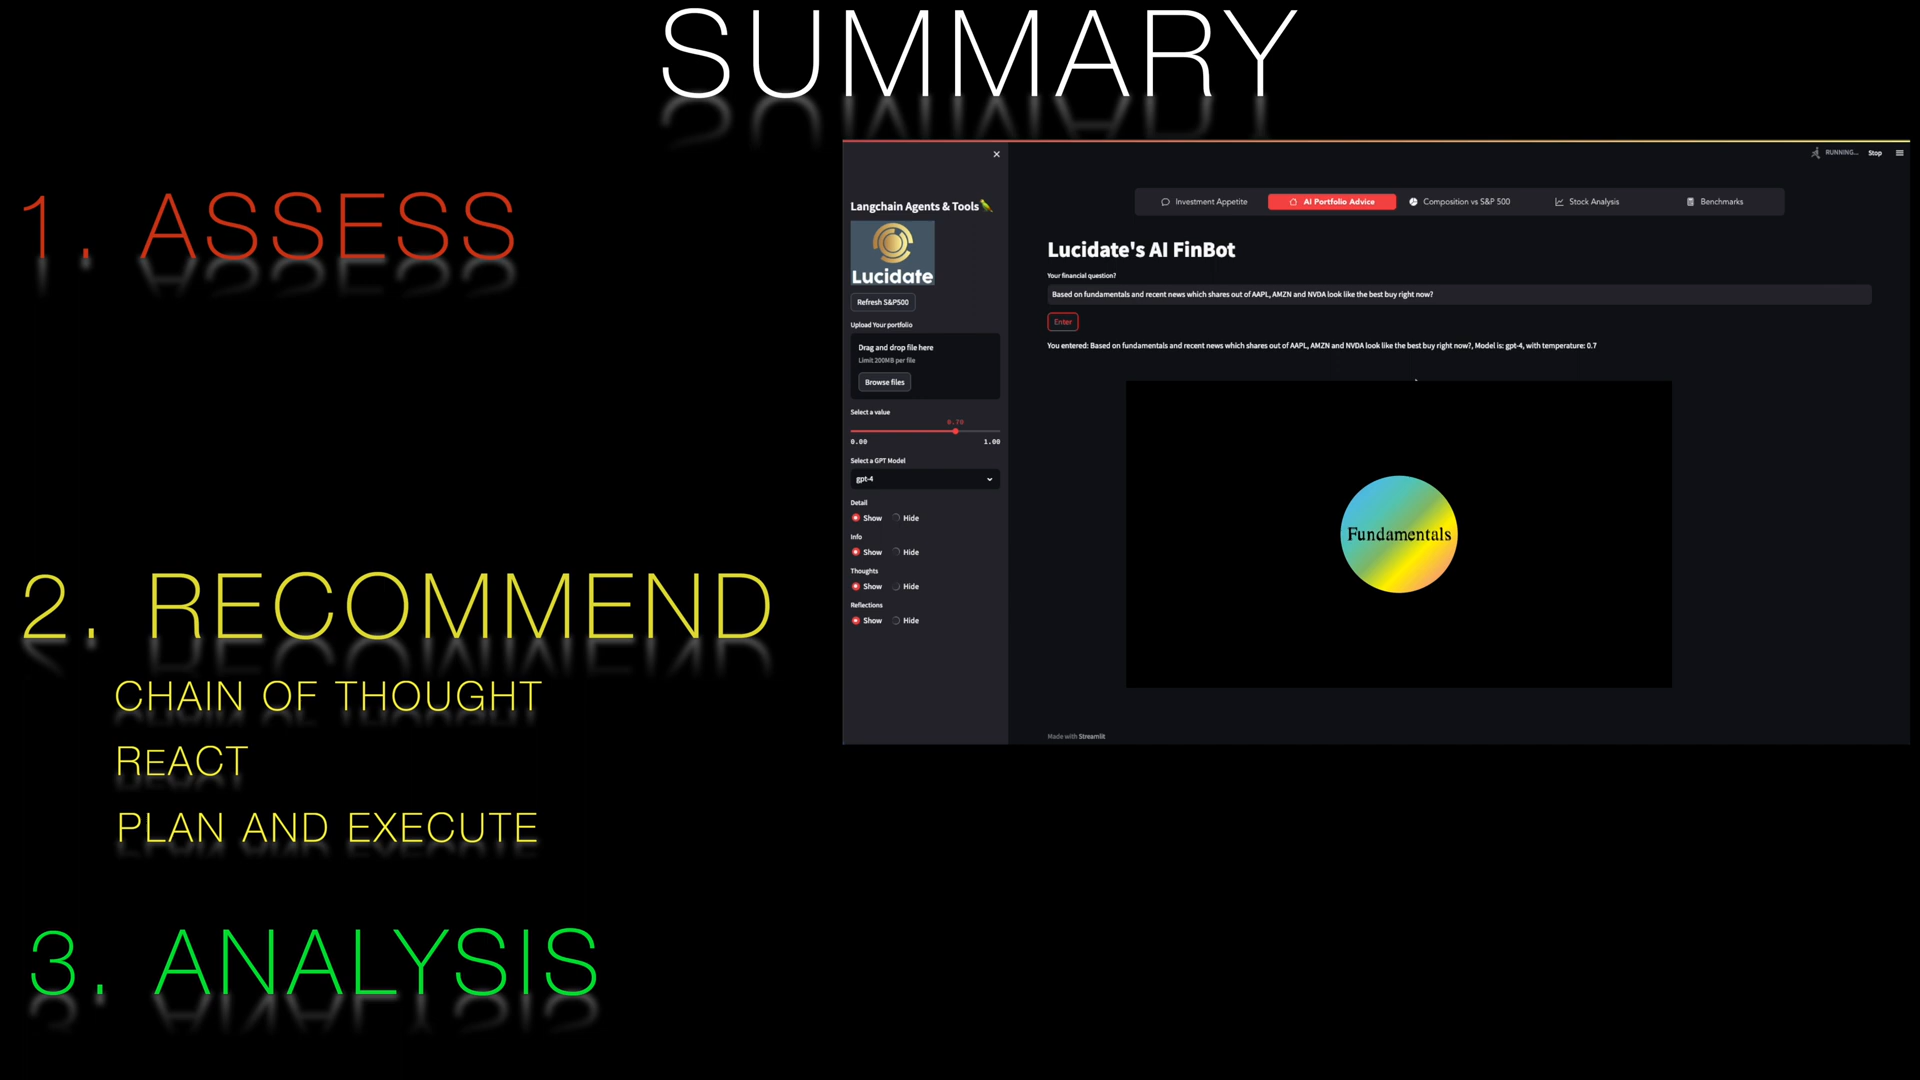 SUMMARY
1. ASSESS
2. RECOMMEND
CHAIN OF THOUGHT
REACT
PLAN AND EXECUTE
3. ANALYSIS
Langchain Agents & Tools
Lucidate
Refresh S&P500
Upload Your portfolio
Drag and drop file here
Limit 200MB per file
Browse files
Select a value
0.70
0.00 1.00
Select a GPT Model
gpt-4
Detail
Show Hide
Info
Show Hide
Thoughts
Show Hide
Reflections
Show Hide
RUNNING... Stop
Investment Appetite AI Portfolio Advice Composition vs S&P 500 Stock Analysis Benchmarks
Lucidate's AI FinBot
Your financial question?
Based on fundamentals and recent news which shares out of AAPL, AMZN and NVDA look like the best buy right now?
Enter
You entered: Based on fundamentals and recent news which shares out of AAPL, AMZN and NVDA look like the best buy right now?, Model is: gpt-4, with temperature: 0.7
Fundamentals
Made with Streamlit